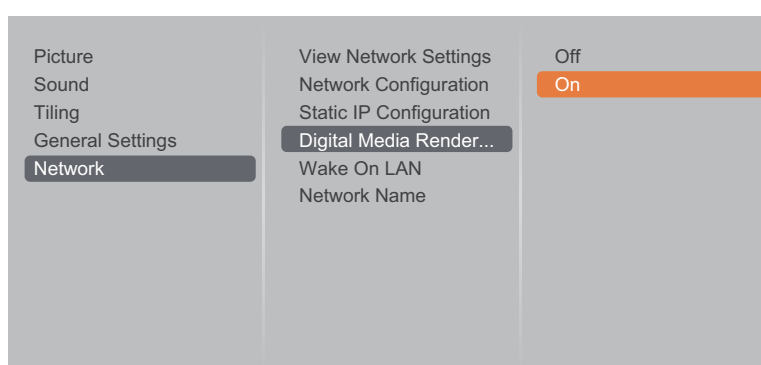 Picture
Sound
Tiling
General Settings
Network
View Network Settings
Network Configuration
Static IP Configuration
Digital Media Render...
Wake On LAN
Network Name
Off
On